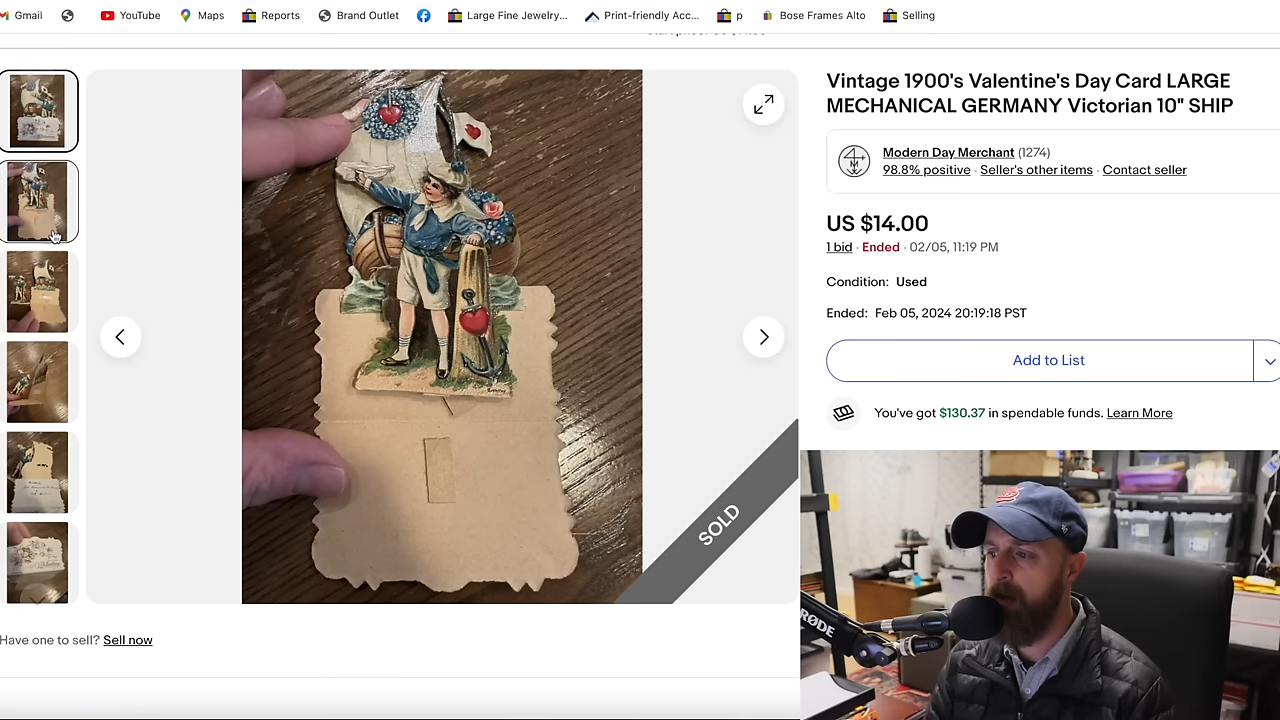 Gmail
YouTube
Maps
Reports
Brand Outlet
Large Fine Jewelry...
Print-friendly Acc...
p
Bose Frames Alto
Selling
Vintage 1900's Valentine's Day Card LARGE
MECHANICAL GERMANY Victorian 10" SHIP
Modern Day Merchant (1274)
98.8% positive · Seller's other items · Contact seller
US $14.00
1 bid · Ended · 02/05, 11:19 PM
Condition: Used
Ended: Feb 05, 2024 20:19:18 PST
Add to List
You've got $130.37 in spendable funds. Learn More
SOLD
Have one to sell? Sell now
RØDE